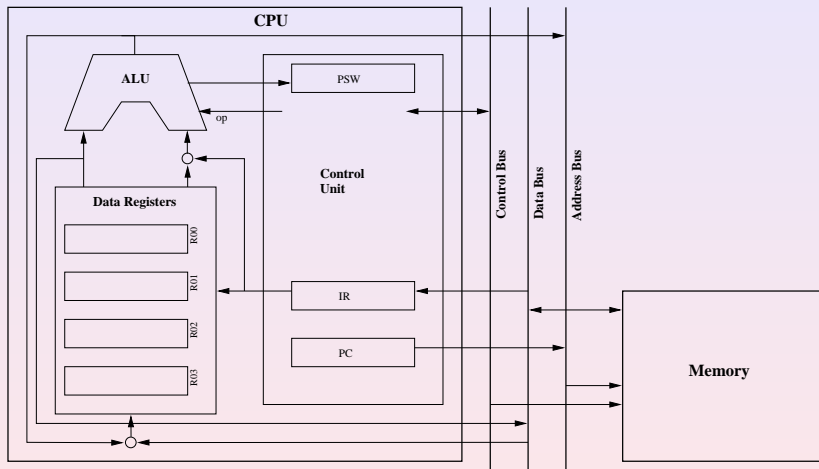 CPU
ALU
PSW
op
Control
Unit
Data Registers
R00
R01
R02
R03
IR
PC
Control Bus
Data Bus
Address Bus
Memory